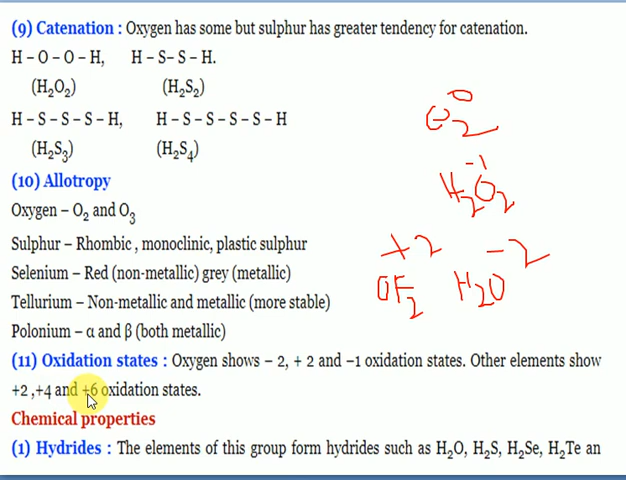 (9) Catenation : Oxygen has some but sulphur has greater tendency for catenation.
H – O – O – H, H – S – S – H.
(H₂O₂) (H₂S₂)
H – S – S – S – H, H – S – S – S – S – H
(H₂S₃) (H₂S₄)
(10) Allotropy
Oxygen – O₂ and O₃
Sulphur – Rhombic , monoclinic, plastic sulphur
Selenium – Red (non-metallic) grey (metallic)
Tellurium – Non-metallic and metallic (more stable)
Polonium – α and β (both metallic)
(11) Oxidation states : Oxygen shows – 2, + 2 and –1 oxidation states. Other elements show
+2 ,+4 and +6 oxidation states.
Chemical properties
(1) Hydrides : The elements of this group form hydrides such as H₂O, H₂S, H₂Se, H₂Te an
0
O₂
-1
H₂O₂
+2 -2
OF₂ H₂O